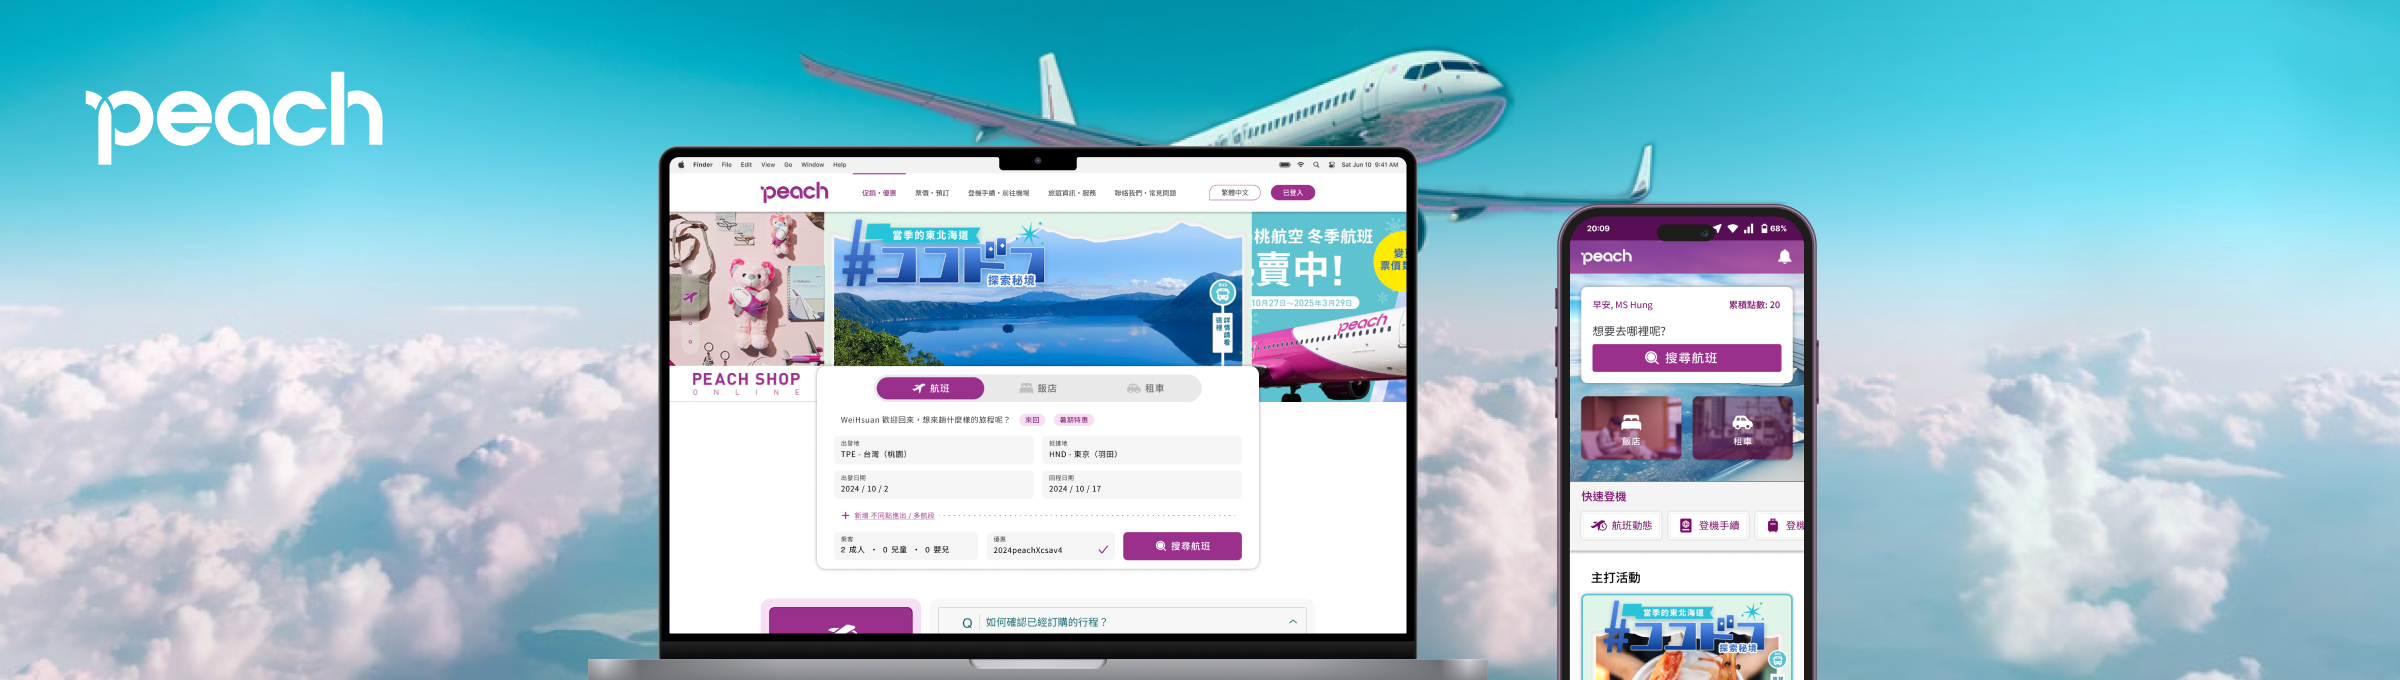 peach
Finder File Edit View Go Window Help
Sat Jun 10 9:41 AM
peach
促銷・優惠 票價・預訂 登機手續・前往機場 旅遊資訊・服務 聯絡我們・常見問題
繁體中文
已登入
當季的東北海道
#ココドコ
探索秘境
BUS
詳情請看
這裡
桃航空 冬季航班
賣中!
10月27日～2025年3月29日
票價
peach
PEACH SHOP
ONLINE
航班 飯店 租車
WeiHsuan 歡迎回來，想來趟什麼樣的旅程呢？ 來回 暑期特惠
出發地
TPE - 台灣（桃園）
抵達地
HND - 東京（羽田）
出發日期
2024 / 10 / 2
回程日期
2024 / 10 / 17
新增 不同點進出 / 多航段
乘客
2 成人 ・ 0 兒童 ・ 0 嬰兒
優惠
2024peachXcsav4
搜尋航班
Q 如何確認已經訂購的行程？
20:09
68%
peach
早安, MS Hung
累積點數: 20
想要去哪裡呢?
搜尋航班
飯店
租車
快速登機
航班動態 登機手續 登機
主打活動
當季的東北海道
#ココドコ
探索秘境